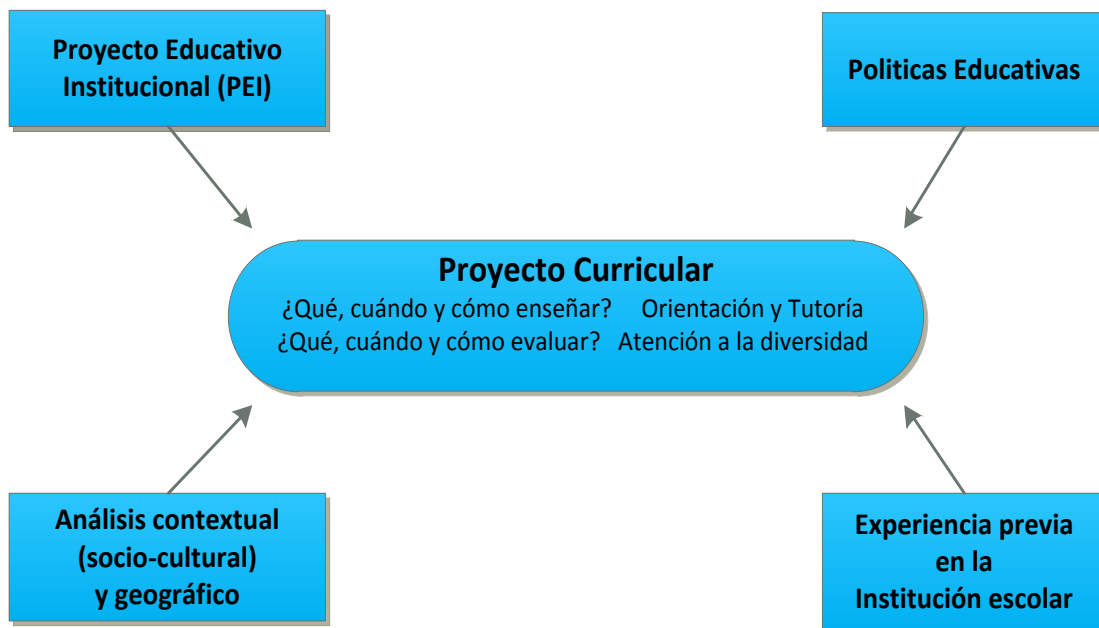 Proyecto Educativo
Institucional (PEI)
Politicas Educativas
Proyecto Curricular
¿Qué, cuándo y cómo enseñar? Orientación y Tutoría
¿Qué, cuándo y cómo evaluar? Atención a la diversidad
Análisis contextual
(socio-cultural)
y geográfico
Experiencia previa
en la
Institución escolar